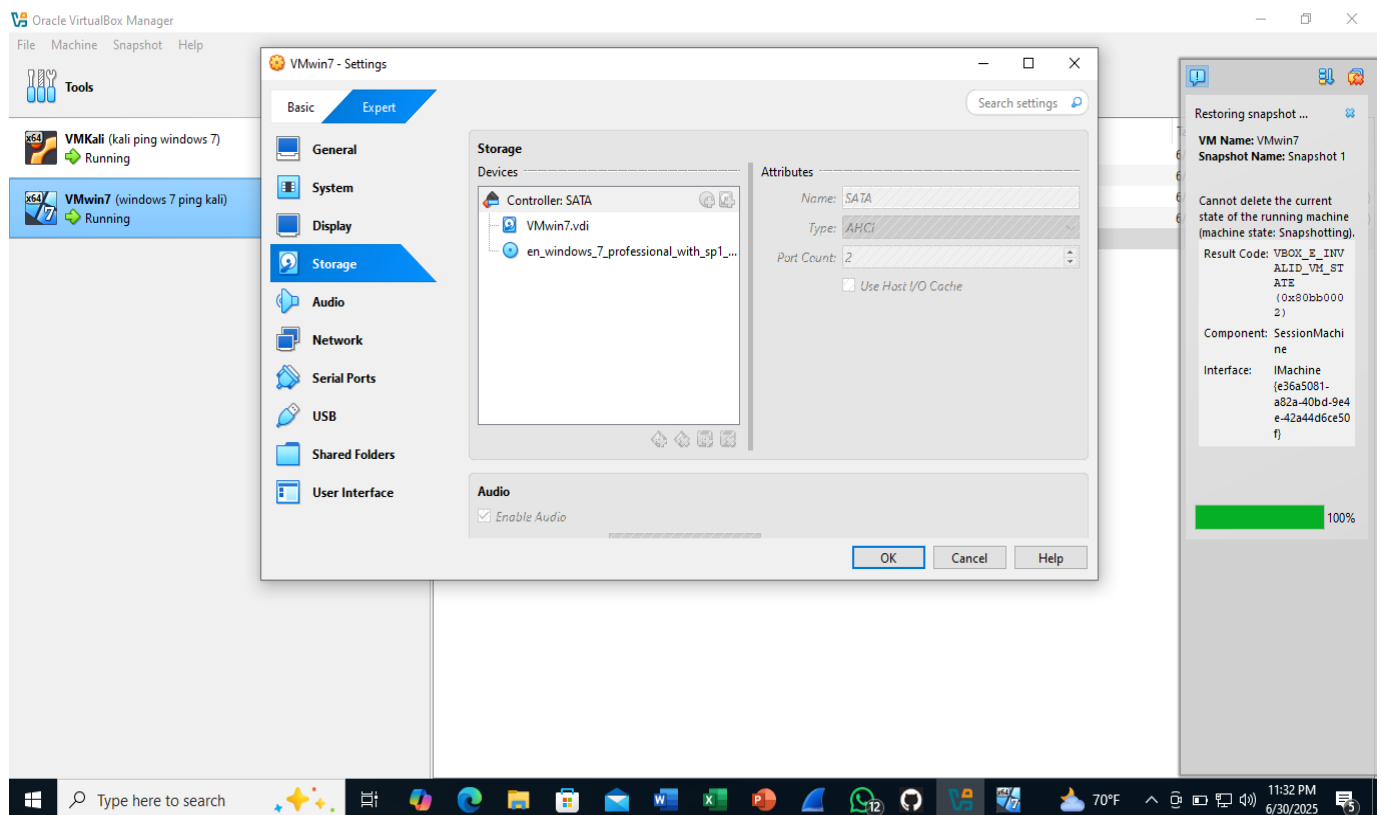 Oracle VirtualBox Manager
File Machine Snapshot Help
Tools
VMKali (kali ping windows 7)
Running
VMwin7 (windows 7 ping kali)
Running
VMwin7 - Settings
Basic
Expert
Search settings
General
System
Display
Storage
Audio
Network
Serial Ports
USB
Shared Folders
User Interface
Storage
Devices
Controller: SATA
VMwin7.vdi
en_windows_7_professional_with_sp1_...
Attributes
Name: SATA
Type: AHCI
Port Count: 2
Use Host I/O Cache
Audio
Enable Audio
OK
Cancel
Help
Restoring snapshot ...
VM Name: VMwin7
Snapshot Name: Snapshot 1
Cannot delete the current
state of the running machine
(machine state: Snapshotting).
Result Code: VBOX_E_INV
ALID_VM_ST
ATE
(0x80bb000
2)
Component: SessionMachi
ne
Interface: IMachine
{e36a5081-
a82a-40bd-9e4
e-42a44d6ce50
f}
100%
Type here to search
12
70°F
11:32 PM
6/30/2025
5